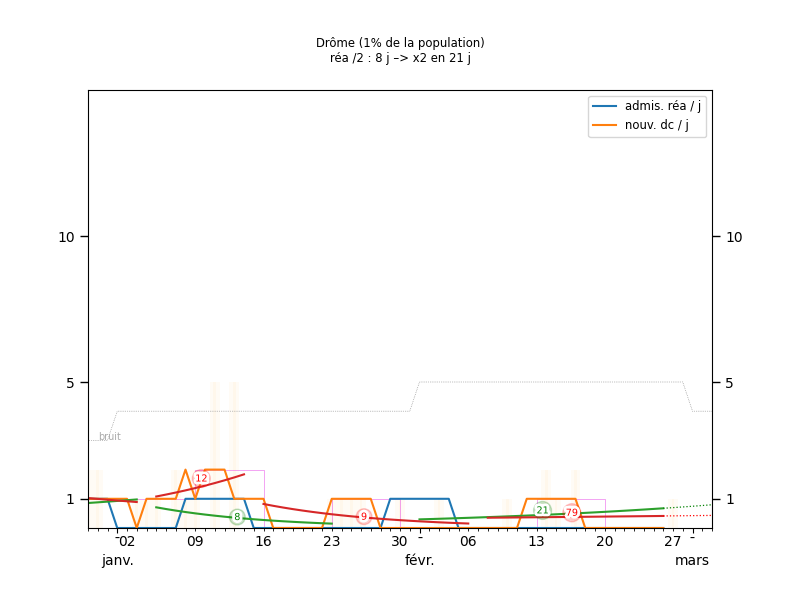 Drôme (1% de la population)
réa /2 : 8 j –> x2 en 21 j
admis. réa / j
nouv. dc / j
10
10
5
5
bruit
12
1
1
8
9
21
79
02
09
16
23
30
06
13
20
27
janv.
févr.
mars